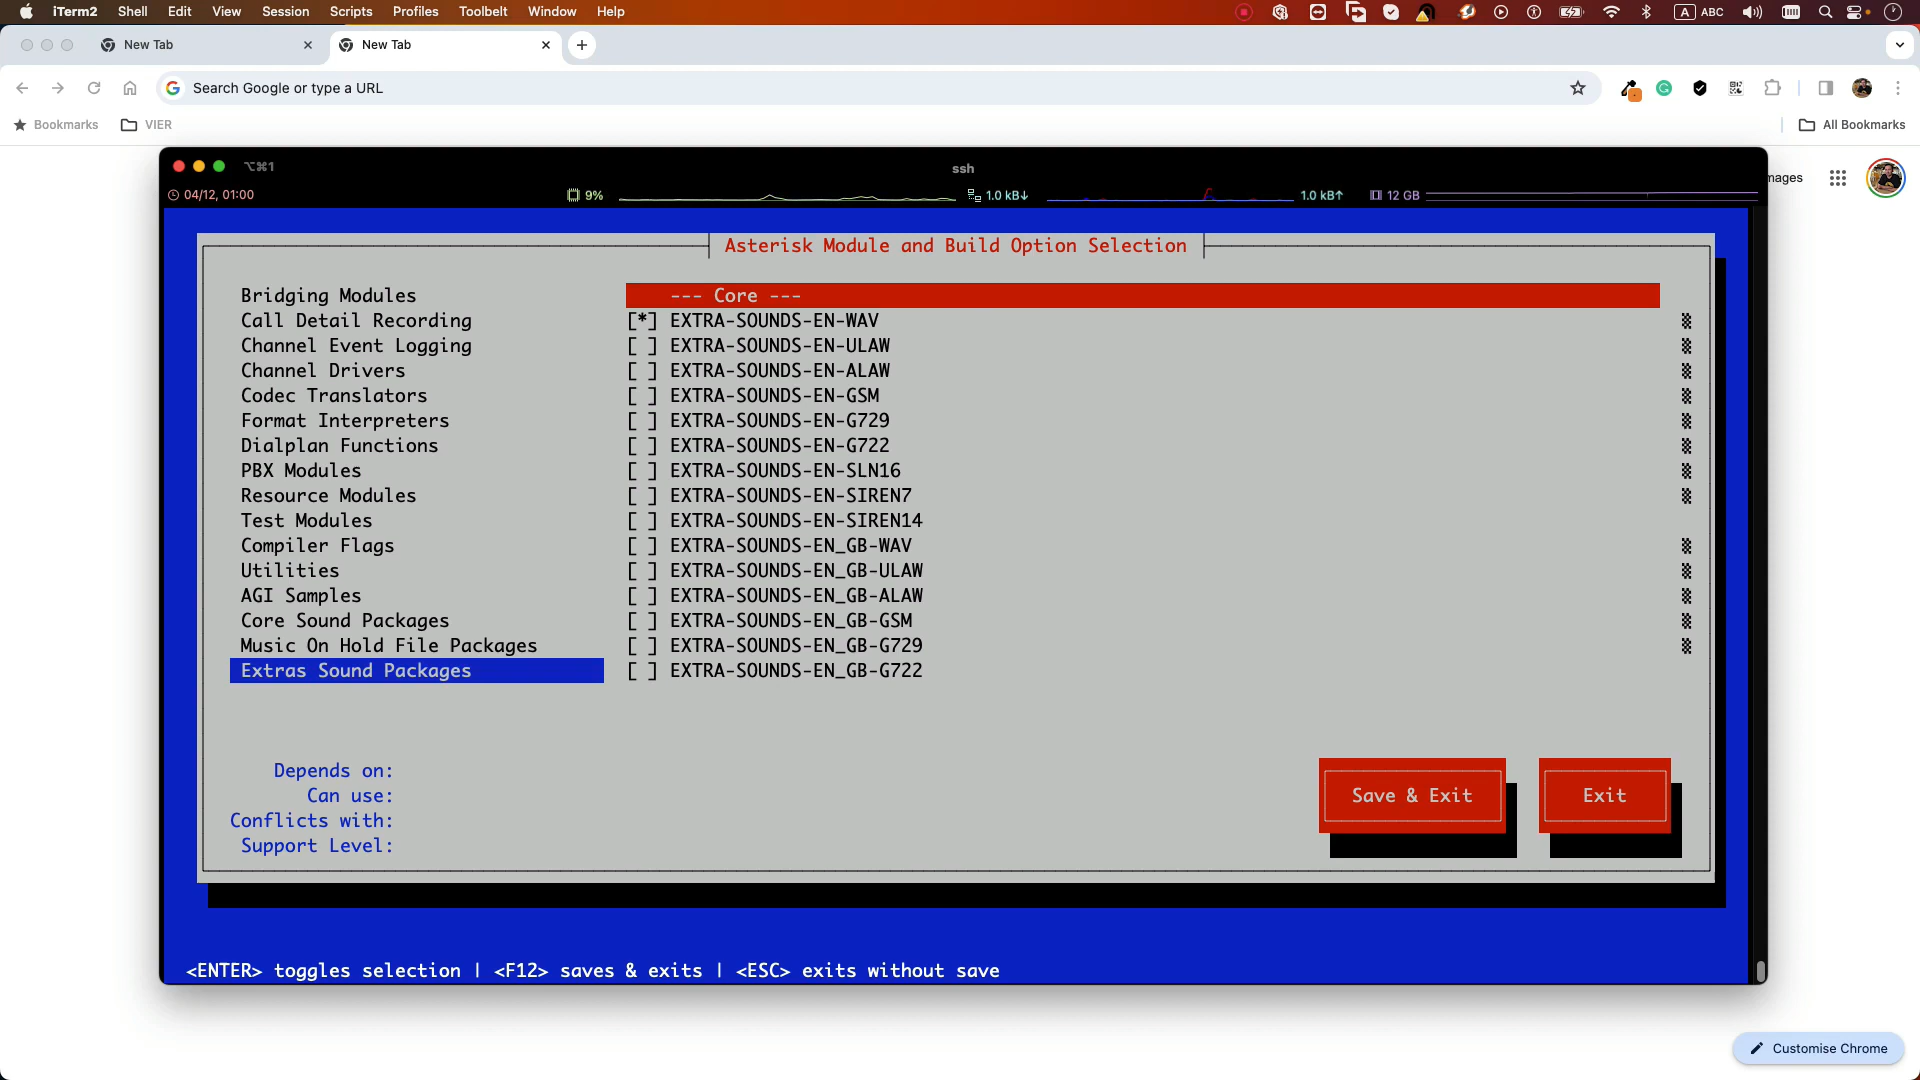 iTerm2 Shell Edit View Session Scripts Profiles Toolbelt Window Help A ABC
New Tab New Tab
Search Google or type a URL
Bookmarks VIER All Bookmarks
⌥⌘1 ssh
mages
04/12, 01:00 9% 1.0 kB↓ 1.0 kB↑ 12 GB
Asterisk Module and Build Option Selection
Bridging Modules --- Core ---
Call Detail Recording [*] EXTRA-SOUNDS-EN-WAV
Channel Event Logging [ ] EXTRA-SOUNDS-EN-ULAW
Channel Drivers [ ] EXTRA-SOUNDS-EN-ALAW
Codec Translators [ ] EXTRA-SOUNDS-EN-GSM
Format Interpreters [ ] EXTRA-SOUNDS-EN-G729
Dialplan Functions [ ] EXTRA-SOUNDS-EN-G722
PBX Modules [ ] EXTRA-SOUNDS-EN-SLN16
Resource Modules [ ] EXTRA-SOUNDS-EN-SIREN7
Test Modules [ ] EXTRA-SOUNDS-EN-SIREN14
Compiler Flags [ ] EXTRA-SOUNDS-EN_GB-WAV
Utilities [ ] EXTRA-SOUNDS-EN_GB-ULAW
AGI Samples [ ] EXTRA-SOUNDS-EN_GB-ALAW
Core Sound Packages [ ] EXTRA-SOUNDS-EN_GB-GSM
Music On Hold File Packages [ ] EXTRA-SOUNDS-EN_GB-G729
Extras Sound Packages [ ] EXTRA-SOUNDS-EN_GB-G722
Depends on:
Can use: Save & Exit Exit
Conflicts with:
Support Level:
<ENTER> toggles selection | <F12> saves & exits | <ESC> exits without save
Customise Chrome